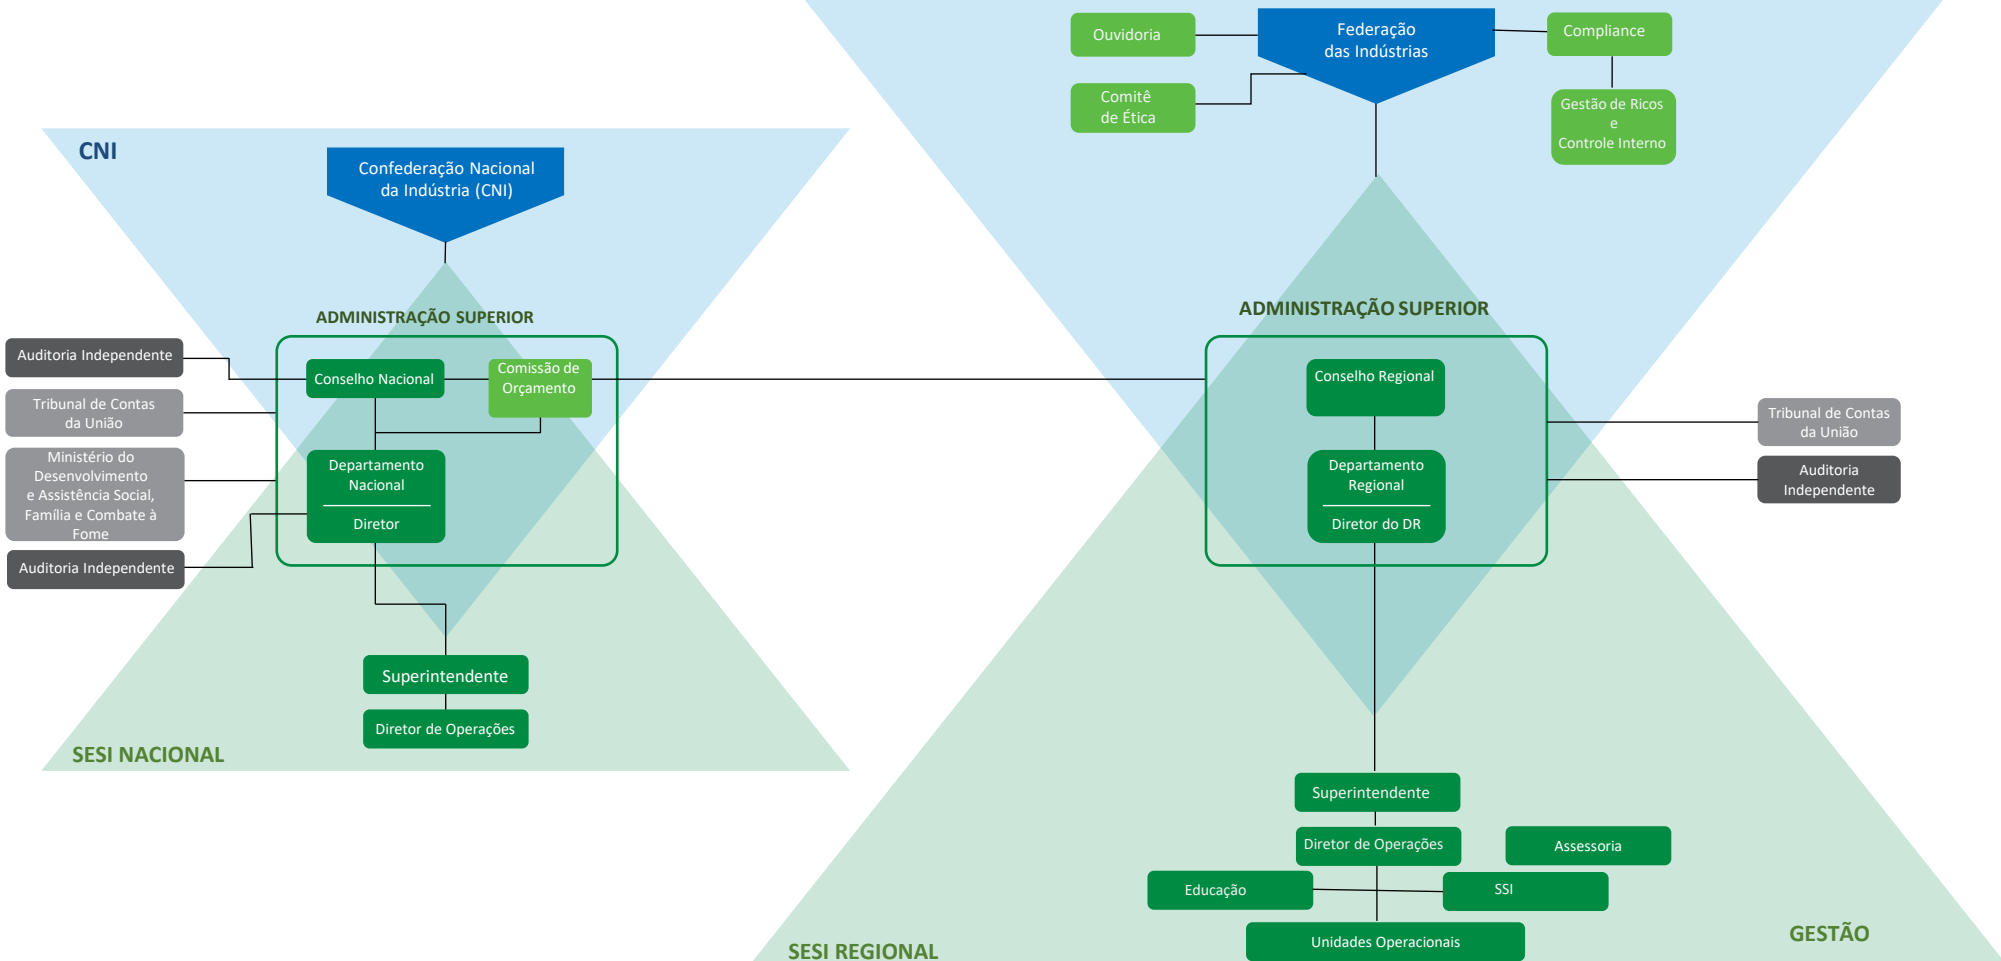 CNI
Confederação Nacional
da Indústria (CNI)
ADMINISTRAÇÃO SUPERIOR
Auditoria Independente
Tribunal de Contas
da União
Ministério do
Desenvolvimento
e Assistência Social,
Família e Combate à
Fome
Auditoria Independente
Conselho Nacional
Comissão de
Orçamento
Departamento
Nacional
Diretor
Superintendente
Diretor de Operações
SESI NACIONAL
Ouvidoria
Comitê
de Ética
Federação
das Indústrias
Compliance
Gestão de Ricos
e
Controle Interno
ADMINISTRAÇÃO SUPERIOR
Conselho Regional
Departamento
Regional
Diretor do DR
Tribunal de Contas
da União
Auditoria
Independente
Superintendente
Diretor de Operações
Assessoria
Educação
SSI
Unidades Operacionais
SESI REGIONAL
GESTÃO